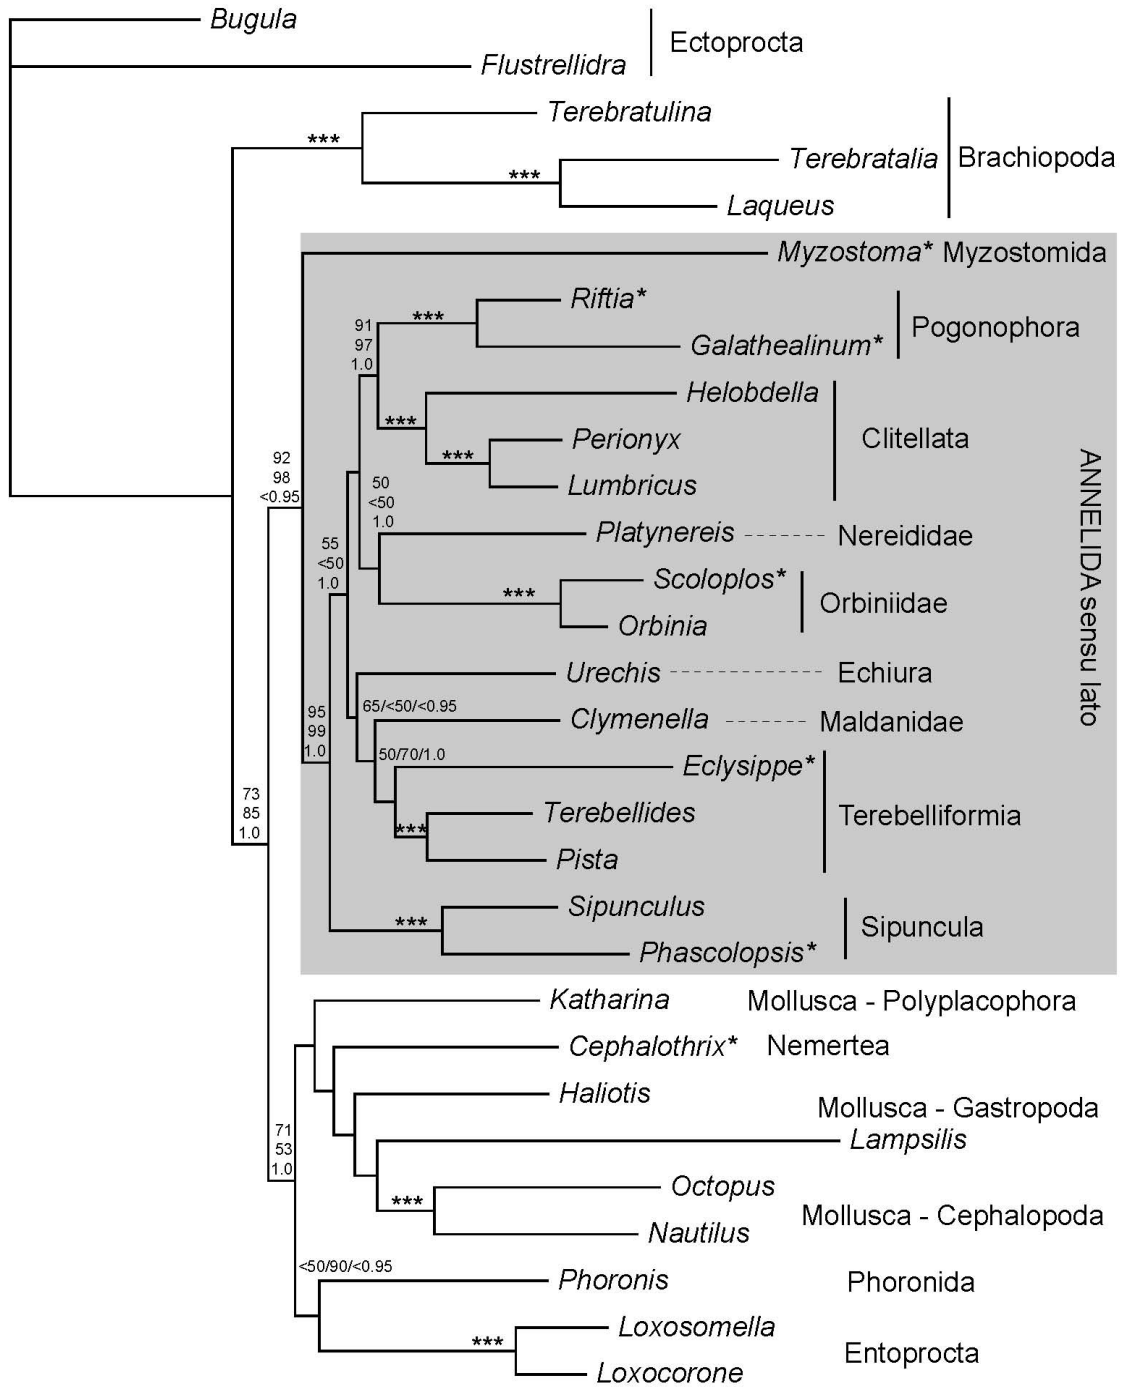 Bugula
Ectoprocta
Flustrellidra
Terebratulina
***
Terebratalia
Brachiopoda
***
Laqueus
Myzostoma* Myzostomida
Riftia*
***
91
97
1.0
Pogonophora
Galathealinum*
Helobdella
***
Clitellata
Perionyx
***
Lumbricus
92
98
<0.95
50
<50
1.0
Platynereis
Nereididae
55
<50
1.0
Scoloplos*
***
Orbiniidae
Orbinia
ANNELIDA sensu lato
Urechis
Echiura
65/<50/<0.95
Clymenella
Maldanidae
95
99
1.0
50/70/1.0
Eclysippe*
73
85
1.0
Terebellides
Terebelliformia
***
Pista
Sipunculus
***
Sipuncula
Phascolopsis*
Katharina
Mollusca - Polyplacophora
Cephalothrix*
Nemertea
Haliotis
Mollusca - Gastropoda
71
53
1.0
Lampsilis
Octopus
***
Mollusca - Cephalopoda
Nautilus
<50/90/<0.95
Phoronis
Phoronida
Loxosomella
***
Entoprocta
Loxocorone